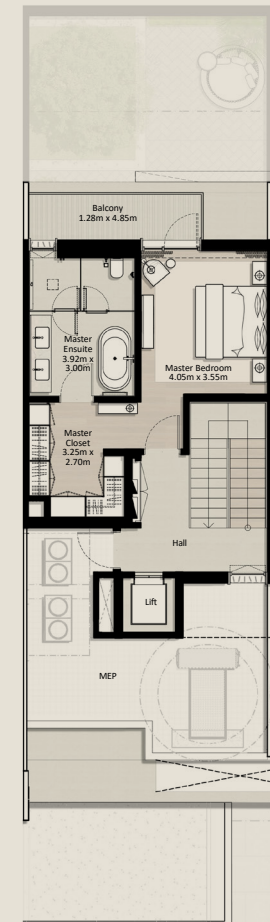 Balcony
1.28m x 4.85m
Master
Ensuite
3.92m x
3.00m
Master Bedroom
4.05m x 3.55m
Master
Closet
3.25m x
2.70m
Hall
Lift
MEP